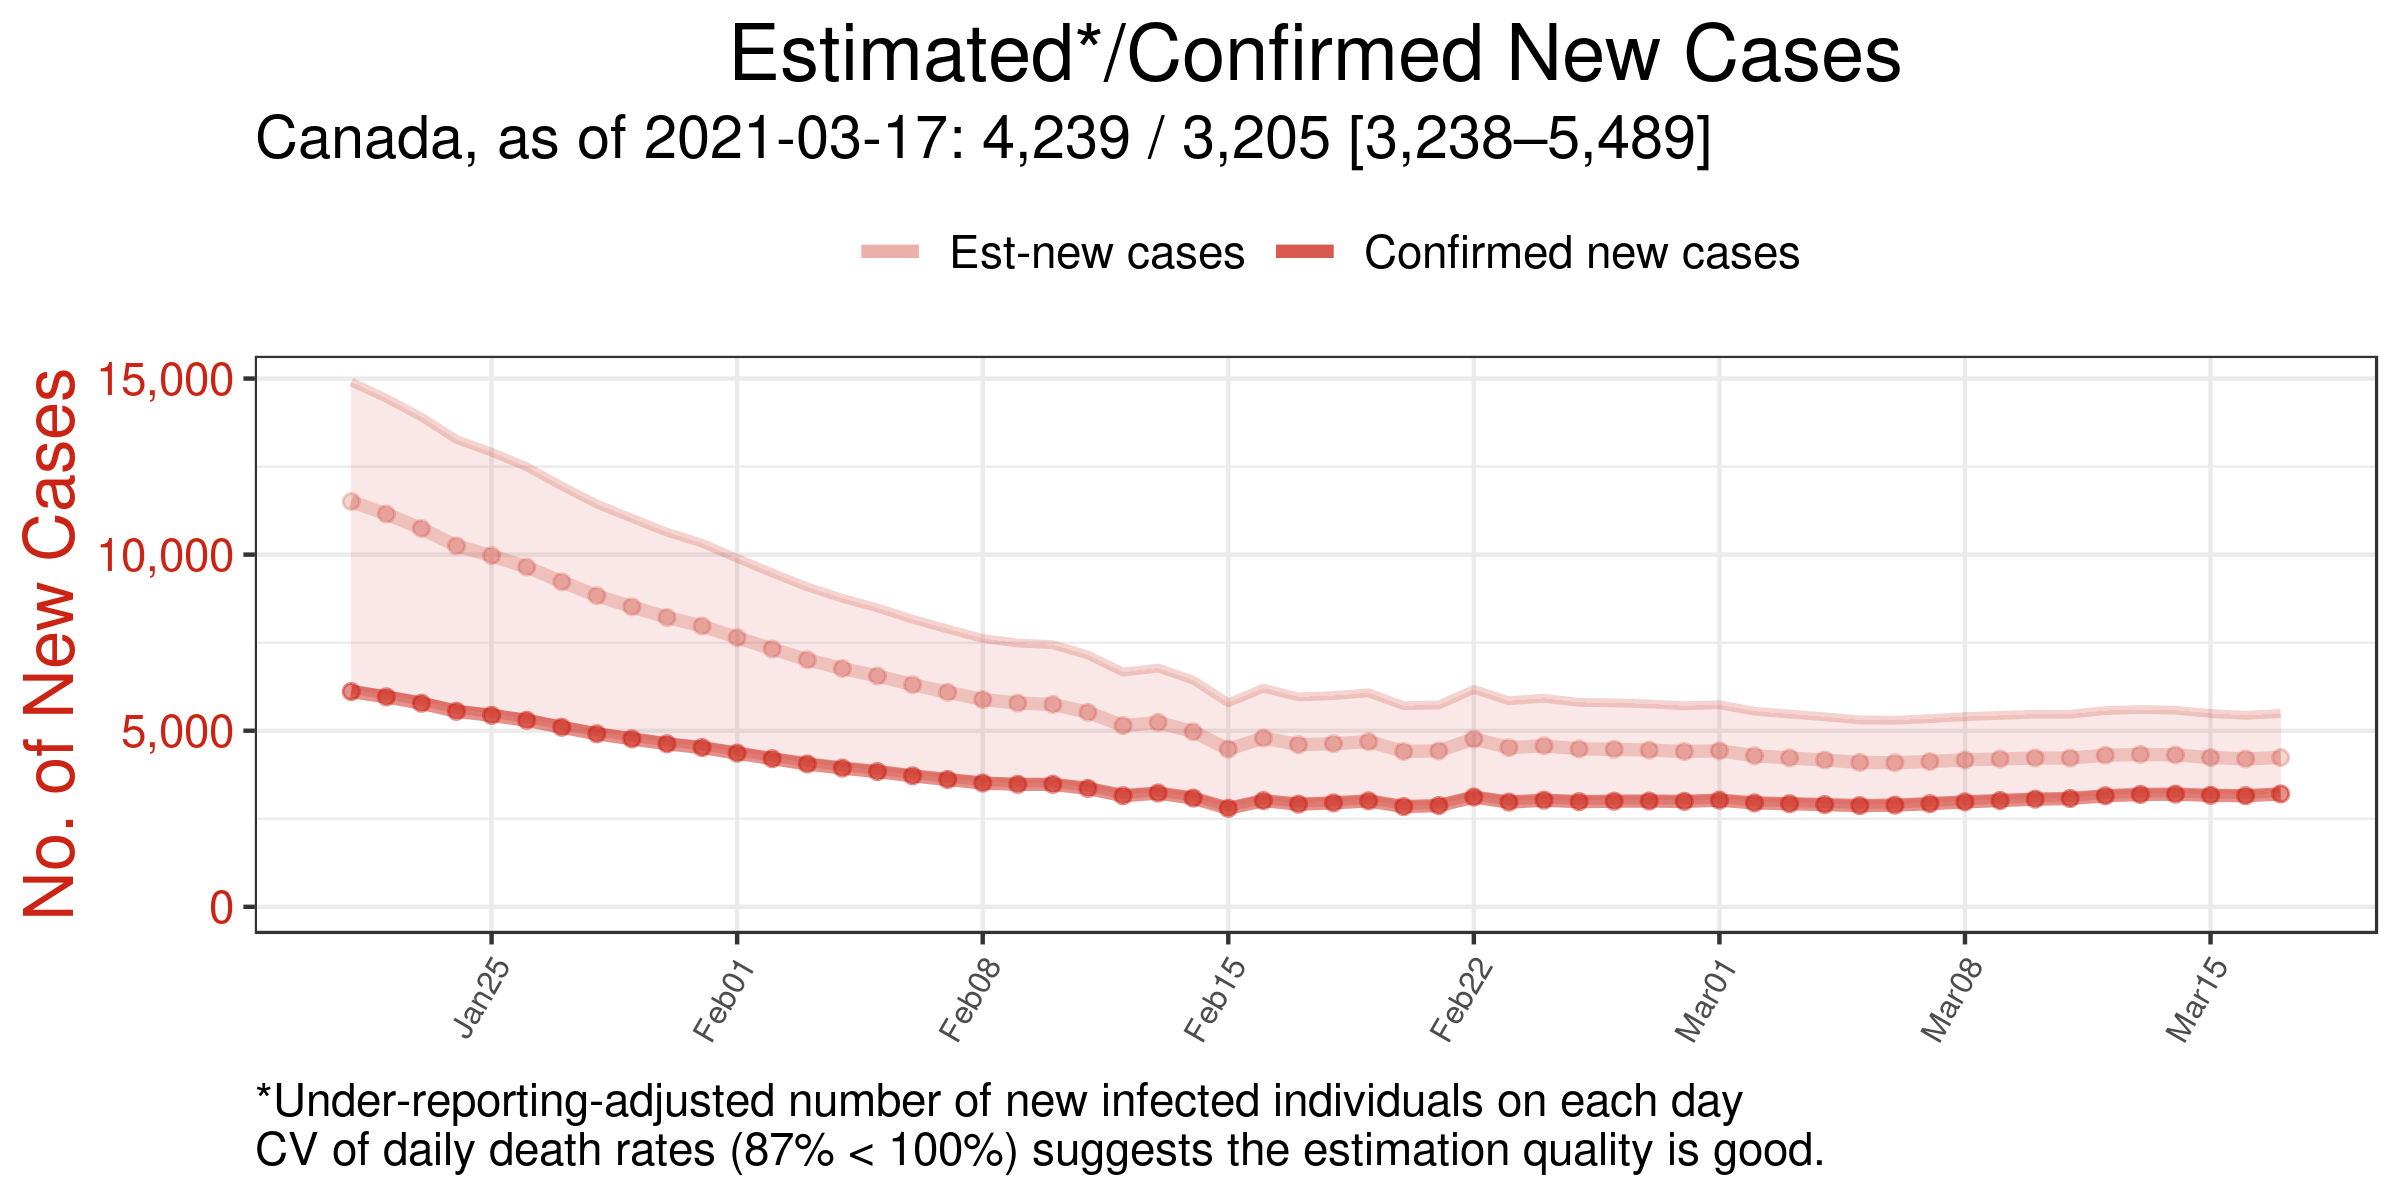 Estimated*/Confirmed New Cases
Canada, as of 2021-03-17: 4,239 / 3,205 [3,238–5,489]
Est-new cases
Confirmed new cases
No. of New Cases
15,000
10,000
5,000
0
Jan25
Feb01
Feb08
Feb15
Feb22
Mar01
Mar08
Mar15
*Under-reporting-adjusted number of new infected individuals on each day
CV of daily death rates (87% < 100%) suggests the estimation quality is good.